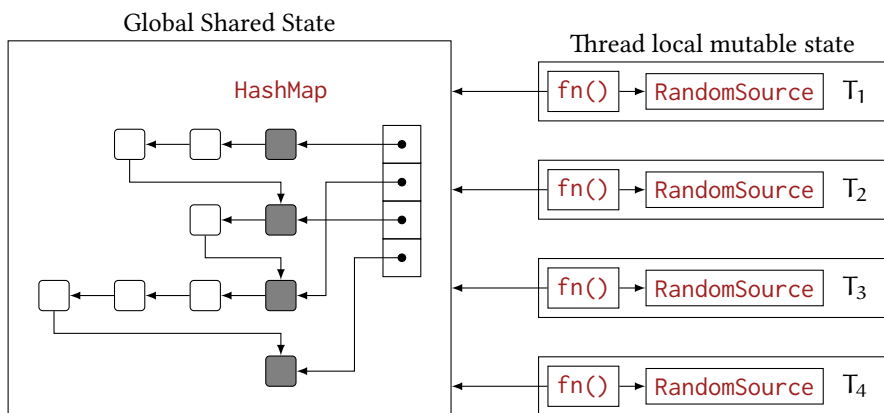 Global Shared State
HashMap
Thread local mutable state
fn() RandomSource T1
fn() RandomSource T2
fn() RandomSource T3
fn() RandomSource T4